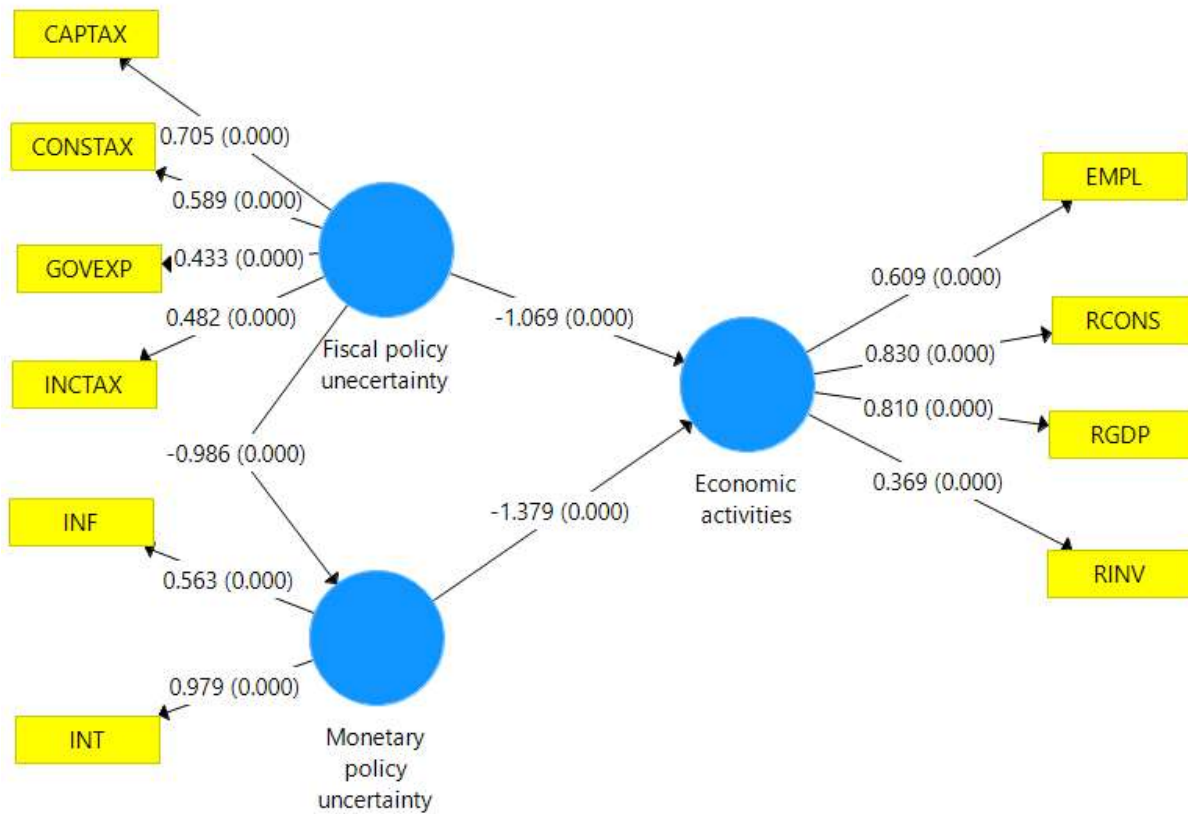 CAPTAX
0.705 (0.000)
CONSTAX
0.589 (0.000)
GOVEXP
0.433 (0.000)
0.482 (0.000)
INCTAX
Fiscal policy
unecertainty
-1.069 (0.000)
-0.986 (0.000)
INF
0.563 (0.000)
0.979 (0.000)
INT
Monetary
policy
uncertainty
-1.379 (0.000)
Economic
activities
EMPL
0.609 (0.000)
RCONS
0.830 (0.000)
0.810 (0.000)
RGDP
0.369 (0.000)
RINV